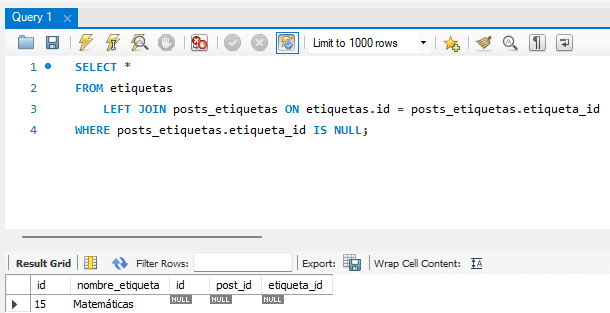 Query 1 ×
Limit to 1000 rows
1 SELECT *
2 FROM etiquetas
3 LEFT JOIN posts_etiquetas ON etiquetas.id = posts_etiquetas.etiqueta_id
4 WHERE posts_etiquetas.etiqueta_id IS NULL;
Result Grid Filter Rows: Export: Wrap Cell Content:
id nombre_etiqueta id post_id etiqueta_id
15 Matemáticas NULL NULL NULL